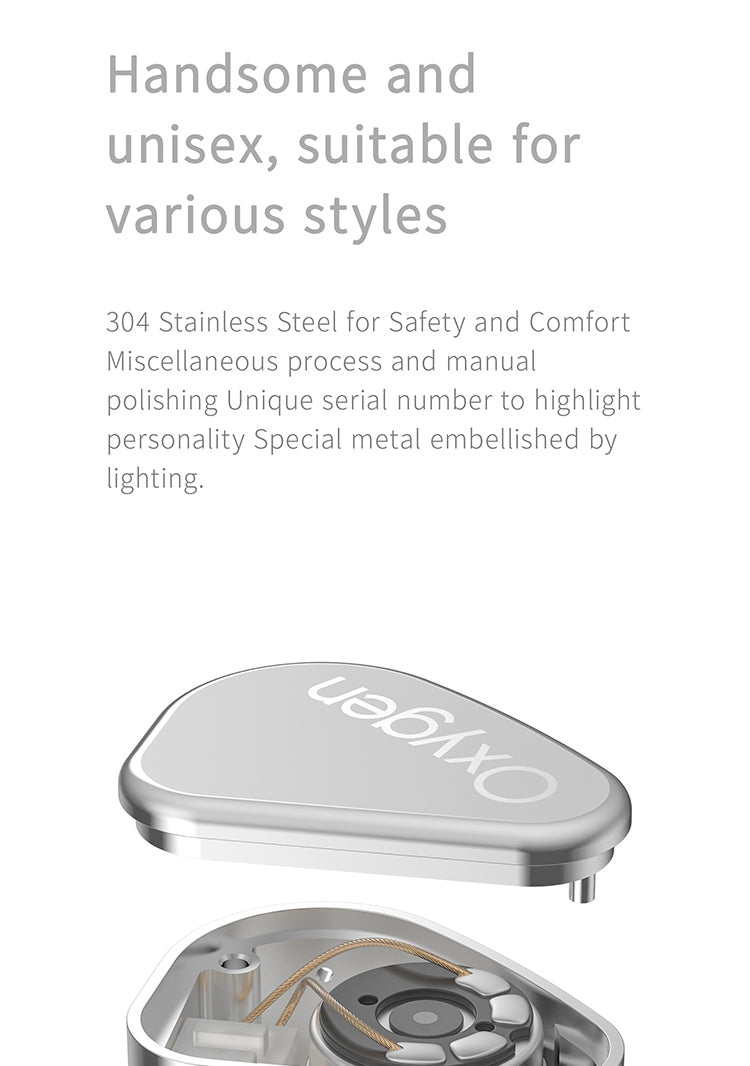 Handsome and
unisex, suitable for
various styles
304 Stainless Steel for Safety and Comfort
Miscellaneous process and manual
polishing Unique serial number to highlight
personality Special metal embellished by
lighting.
Oxygen